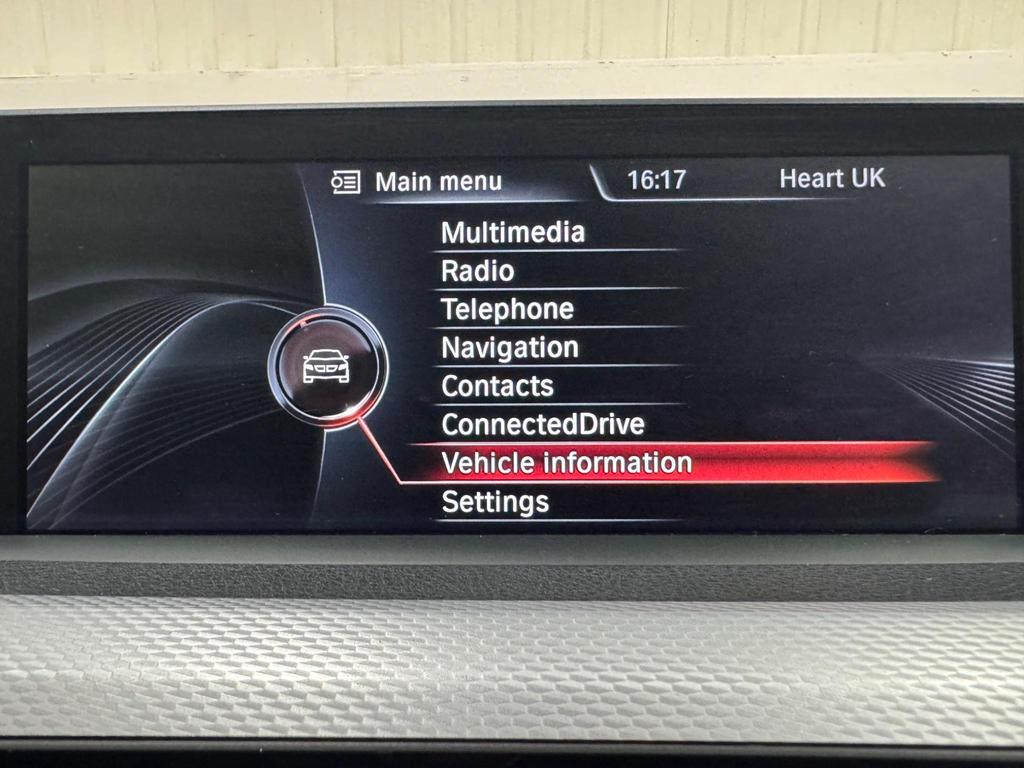 Main menu
16:17
Heart UK
Multimedia
Radio
Telephone
Navigation
Contacts
ConnectedDrive
Vehicle information
Settings